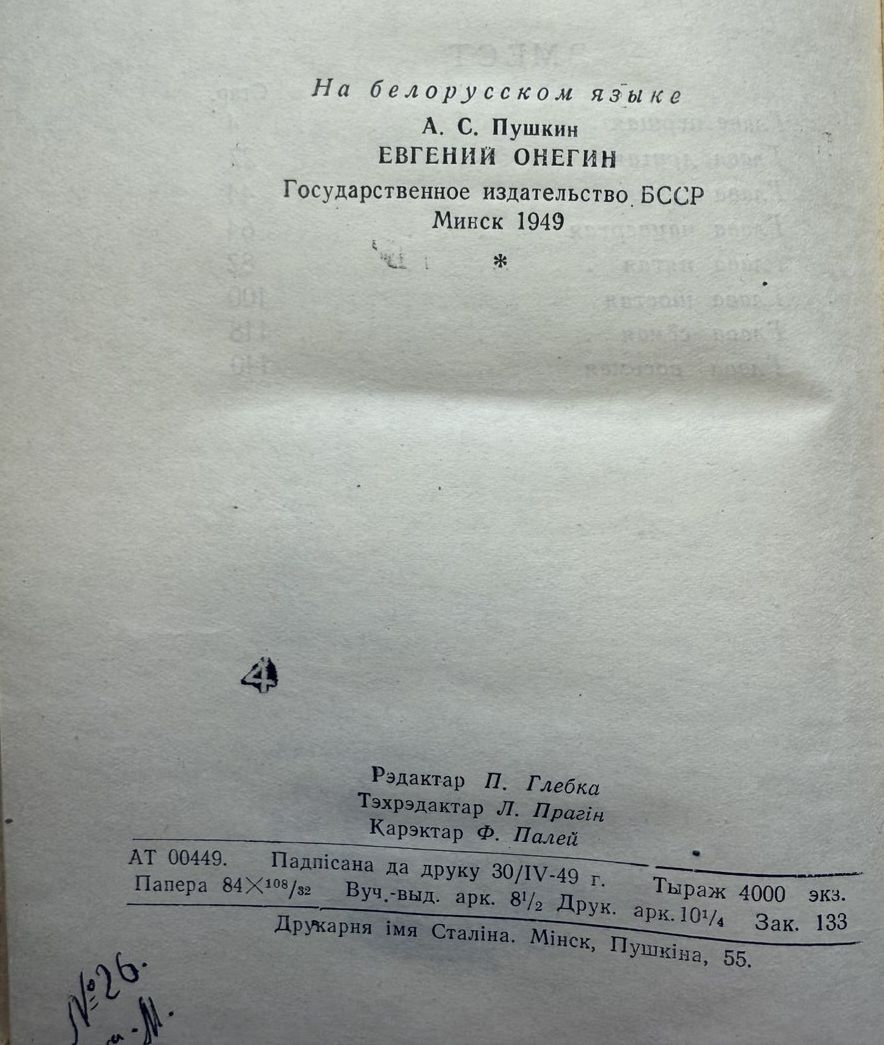 На белорусском языке
А. С. Пушкин
ЕВГЕНИЙ ОНЕГИН
Государственное издательство БССР
Минск 1949
*
4
Рэдактар П. Глебка
Тэхрэдактар Л. Прагін
Карэктар Ф. Палей
АТ 00449. Падпісана да друку 30/IV-49 г. Тыраж 4000 экз.
Папера 84×¹⁰⁸/₃₂ Вуч.-выд. арк. 8¹/₂ Друк. арк. 10¹/₄ Зак. 133
Друкарня імя Сталіна. Мінск, Пушкіна, 55.
№26.